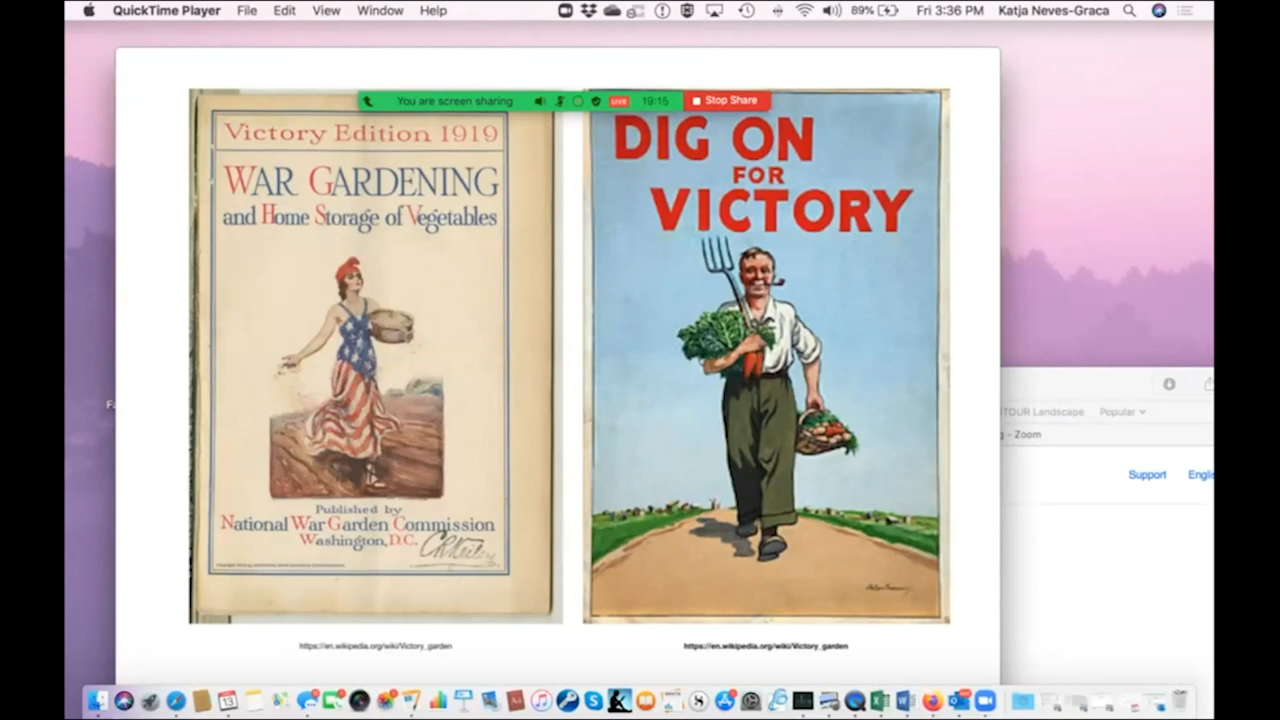 QuickTime Player File Edit View Window Help 89% Fri 3:36 PM Katja Neves-Graca
You are screen sharing LIVE 19:15 Stop Share
Victory Edition 1919
WAR GARDENING
and Home Storage of Vegetables
Published by
National War Garden Commission
Washington, D.C.
DIG ON
FOR
VICTORY
https://en.wikipedia.org/wiki/Victory_garden
https://en.wikipedia.org/wiki/Victory_garden
TOUR Landscape Popular
- Zoom
Support
13